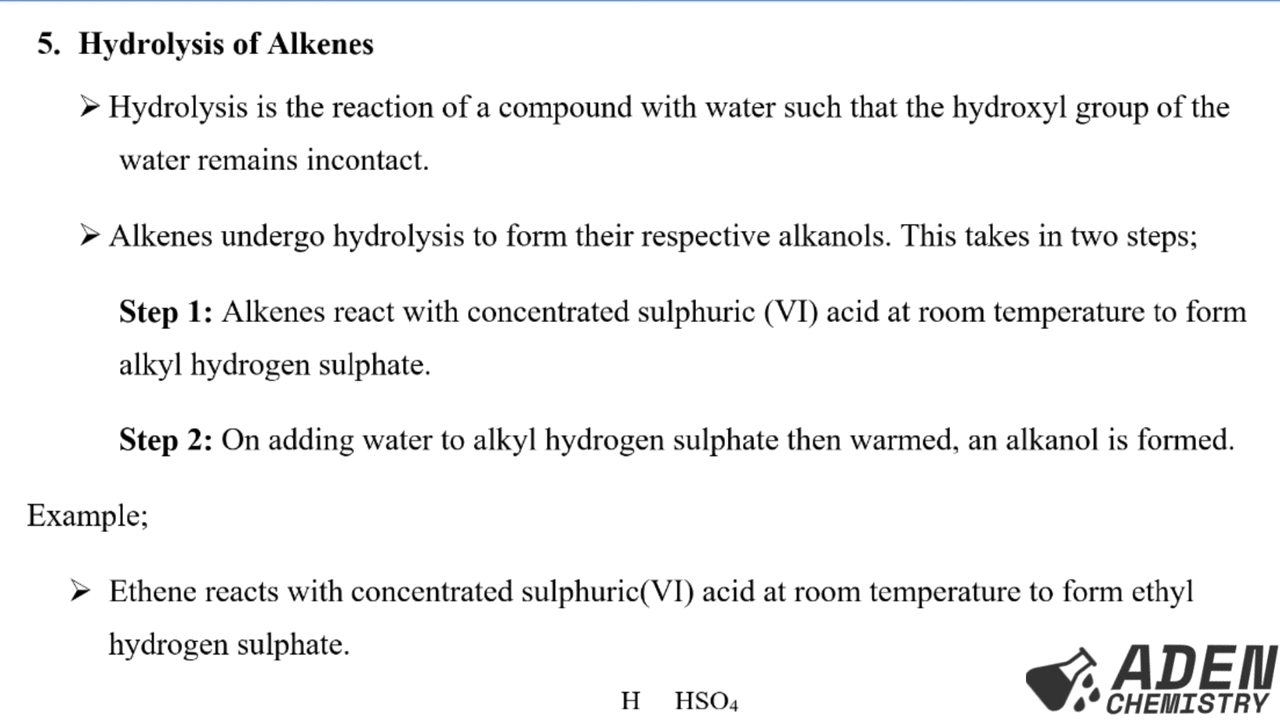 5. Hydrolysis of Alkenes
➢ Hydrolysis is the reaction of a compound with water such that the hydroxyl group of the
water remains incontact.
➢ Alkenes undergo hydrolysis to form their respective alkanols. This takes in two steps;
Step 1: Alkenes react with concentrated sulphuric (VI) acid at room temperature to form
alkyl hydrogen sulphate.
Step 2: On adding water to alkyl hydrogen sulphate then warmed, an alkanol is formed.
Example;
➢ Ethene reacts with concentrated sulphuric(VI) acid at room temperature to form ethyl
hydrogen sulphate.
H HSO₄
ADEN
CHEMISTRY